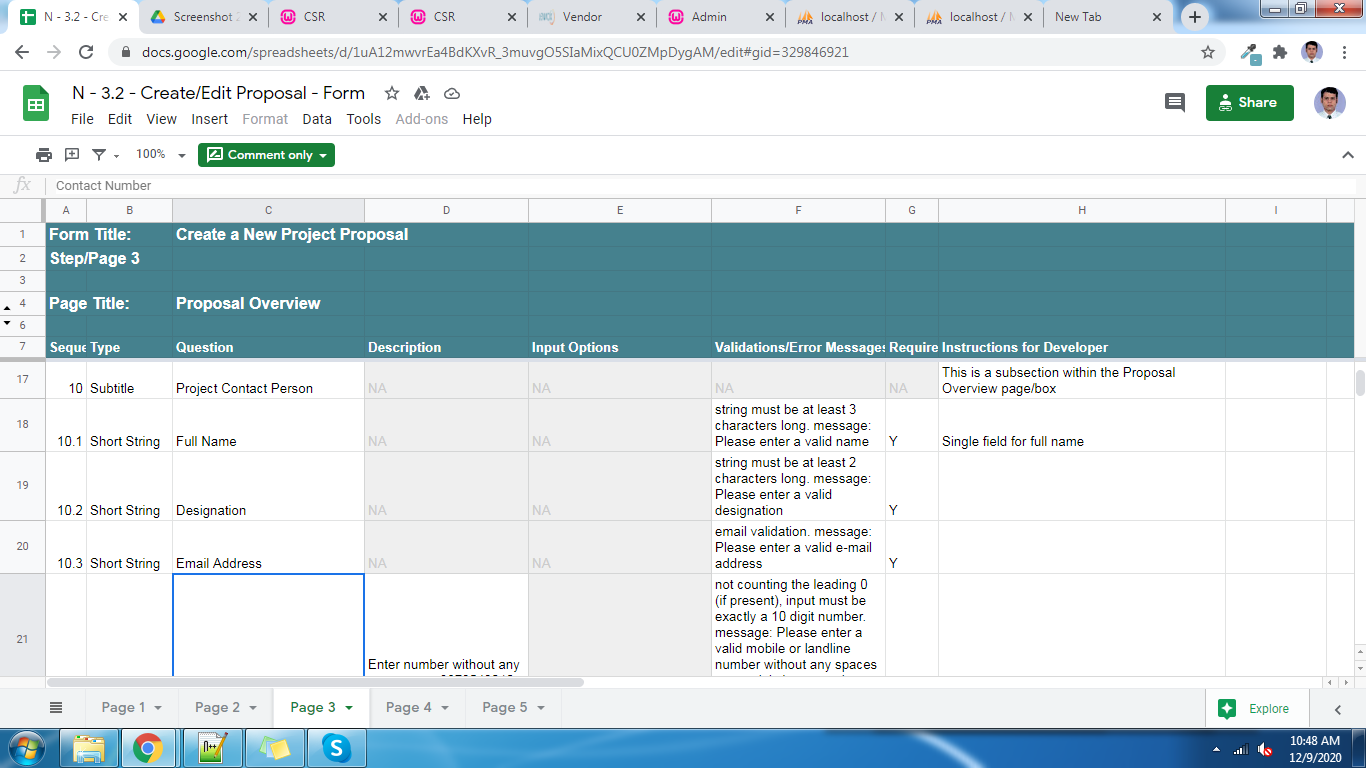 N - 3.2 - Cre
Screenshot 2
CSR
CSR
Vendor
Admin
localhost / M
localhost / M
New Tab
docs.google.com/spreadsheets/d/1uA12mwvrEa4BdKXvR_3muvgO5SIaMixQCU0ZMpDygAM/edit#gid=329846921
N - 3.2 - Create/Edit Proposal - Form
Share
File Edit View Insert Format Data Tools Add-ons Help
100%
Comment only
fx Contact Number
A B C D E F G H I
1 Form Title: Create a New Project Proposal
2 Step/Page 3
3
4 Page Title: Proposal Overview
6
7 Seque Type Question Description Input Options Validations/Error Messages Require Instructions for Developer
17 10 Subtitle Project Contact Person NA NA NA NA
This is a subsection within the Proposal
Overview page/box
18 10.1 Short String Full Name NA NA
string must be at least 3
characters long. message:
Please enter a valid name
Y Single field for full name
19 10.2 Short String Designation NA NA
string must be at least 2
characters long. message:
Please enter a valid
designation
Y
20 10.3 Short String Email Address NA NA
email validation. message:
Please enter a valid e-mail
address
Y
21
Enter number without any
not counting the leading 0
(if present), input must be
exactly a 10 digit number.
message: Please enter a
valid mobile or landline
number without any spaces
Page 1 Page 2 Page 3 Page 4 Page 5
Explore
10:48 AM
12/9/2020